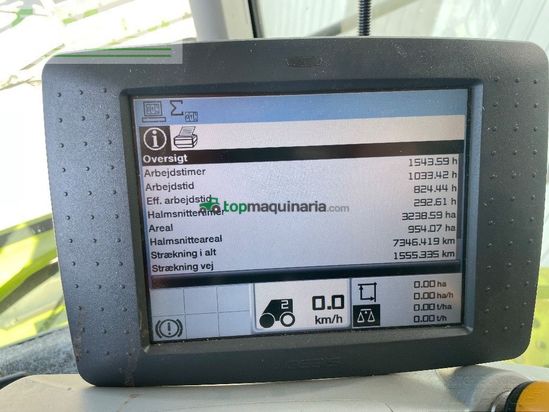 Oversigt
Arbejdstimer 1543.59 h
Arbejdstid 1033.42 h
Eff. arbejdstid 824.44 h
Halmsnittertimer 292.61 h
Areal 3238.59 ha
Halmsnitteareal 954.07 ha
Strækning i alt 7346.419 km
Strækning vej 1555.335 km
topmaquinaria.com
2
0.0
km/h
0.00 ha
0.00 ha/h
0.00 t/ha
0.00 t/h